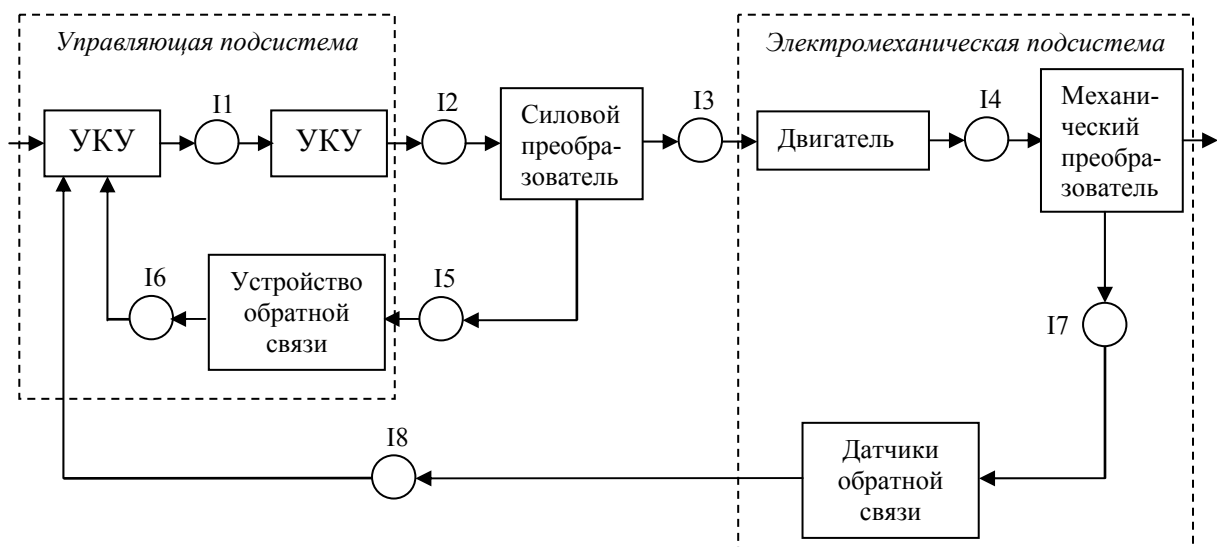 Управляющая подсистема
Электромеханическая подсистема
УКУ
I1
УКУ
I2
Силовой
преобра-
зователь
I3
Двигатель
I4
Механи-
ческий
преобра-
зователь
I6
Устройство
обратной
связи
I5
I7
I8
Датчики
обратной
связи